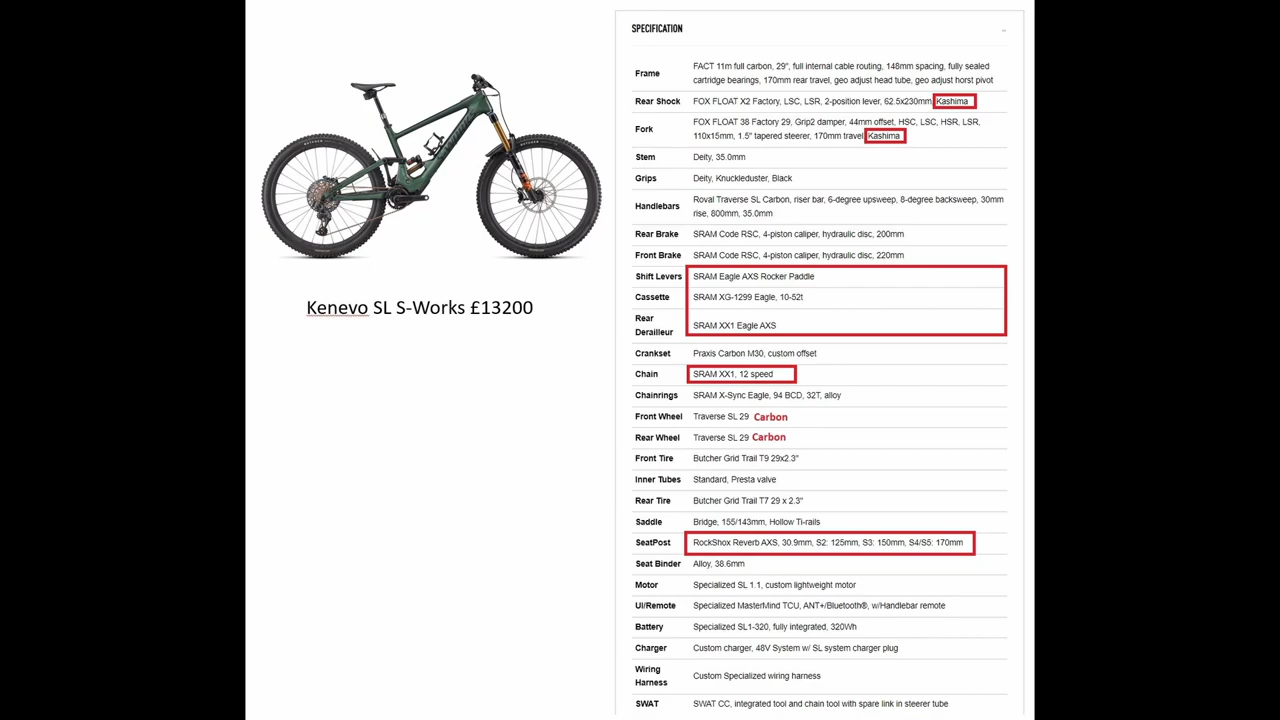 SPECIFICATION
Frame
FACT 11m full carbon, 29", full internal cable routing, 148mm spacing, fully sealed
cartridge bearings, 170mm rear travel, geo adjust head tube, geo adjust horst pivot
Rear Shock
FOX FLOAT X2 Factory, LSC, LSR, 2-position lever, 62.5x230mm, Kashima
Fork
FOX FLOAT 38 Factory 29, Grip2 damper, 44mm offset, HSC, LSC, HSR, LSR,
110x15mm, 1.5" tapered steerer, 170mm travel, Kashima
Stem
Deity, 35.0mm
Grips
Deity, Knuckleduster, Black
Handlebars
Roval Traverse SL Carbon, riser bar, 6-degree upsweep, 8-degree backsweep, 30mm
rise, 800mm, 35.0mm
Rear Brake
SRAM Code RSC, 4-piston caliper, hydraulic disc, 200mm
Front Brake
SRAM Code RSC, 4-piston caliper, hydraulic disc, 220mm
Shift Levers
SRAM Eagle AXS Rocker Paddle
Cassette
SRAM XG-1299 Eagle, 10-52t
Rear
Derailleur
SRAM XX1 Eagle AXS
Crankset
Praxis Carbon M30, custom offset
Chain
SRAM XX1, 12 speed
Chainrings
SRAM X-Sync Eagle, 94 BCD, 32T, alloy
Front Wheel
Traverse SL 29 Carbon
Rear Wheel
Traverse SL 29 Carbon
Front Tire
Butcher Grid Trail T9 29x2.3"
Inner Tubes
Standard, Presta valve
Rear Tire
Butcher Grid Trail T7 29 x 2.3"
Saddle
Bridge, 155/143mm, Hollow Ti-rails
SeatPost
RockShox Reverb AXS, 30.9mm, S2: 125mm, S3: 150mm, S4/S5: 170mm
Seat Binder
Alloy, 38.6mm
Motor
Specialized SL 1.1, custom lightweight motor
UI/Remote
Specialized MasterMind TCU, ANT+/Bluetooth®, w/Handlebar remote
Battery
Specialized SL1-320, fully integrated, 320Wh
Charger
Custom charger, 48V System w/ SL system charger plug
Wiring
Harness
Custom Specialized wiring harness
SWAT
SWAT CC, integrated tool and chain tool with spare link in steerer tube
Kenevo SL S-Works £13200